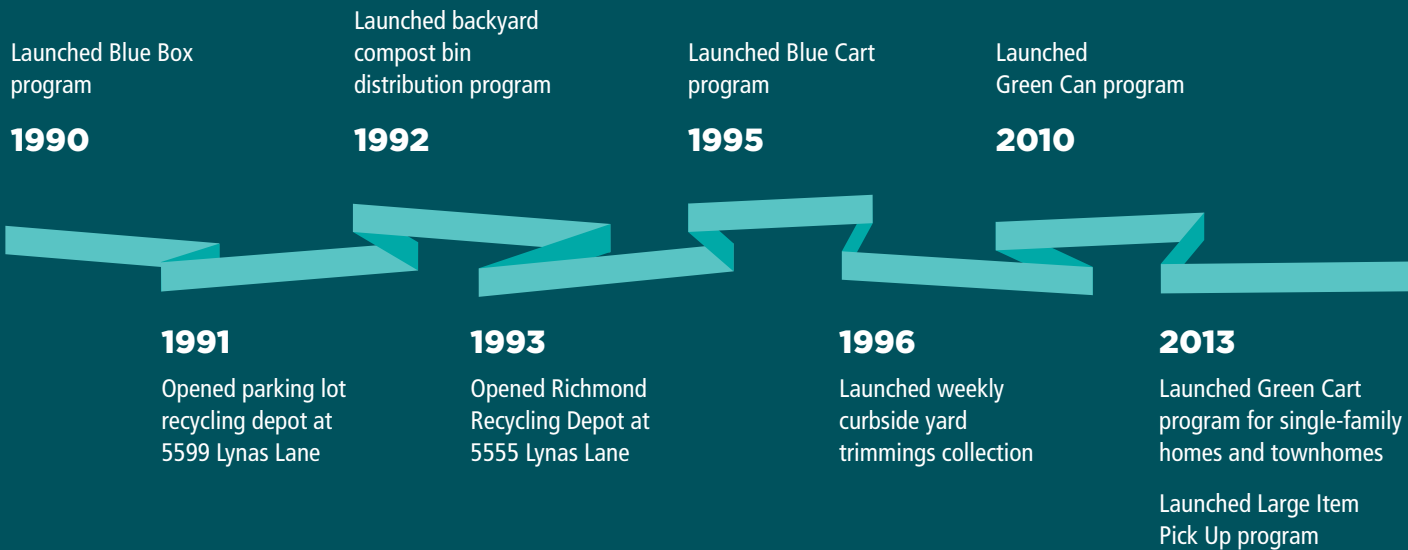 Launched Blue Box
program
1990
1991
Opened parking lot
recycling depot at
5599 Lynas Lane
Launched backyard
compost bin
distribution program
1992
1993
Opened Richmond
Recycling Depot at
5555 Lynas Lane
Launched Blue Cart
program
1995
1996
Launched weekly
curbside yard
trimmings collection
Launched
Green Can program
2010
2013
Launched Green Cart
program for single-family
homes and townhomes
Launched Large Item
Pick Up program